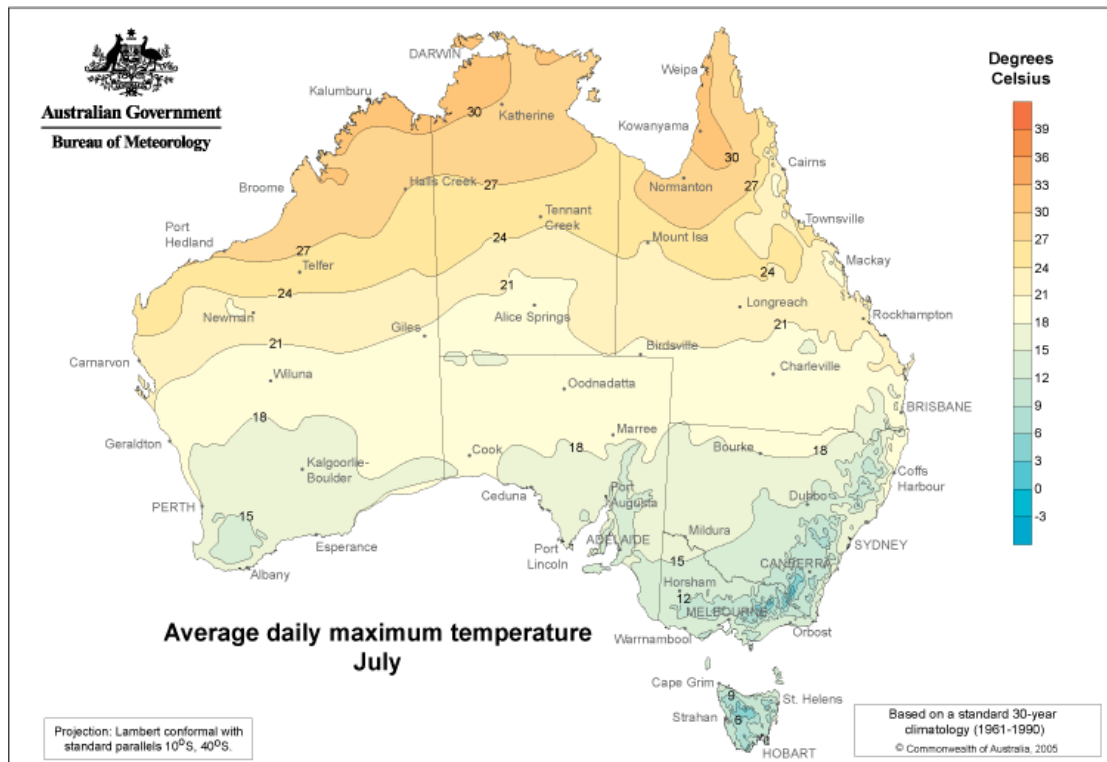 Australian Government
Bureau of Meteorology
DARWIN
Weipa
Kalumburu
30
Katherine
Kowanyama
30
Cairns
Broome
Halls Creek
27
Normanton
27
Port
Hedland
Tennant
Creek
Townsville
27
24
Mount Isa
Telfer
24
Mackay
24
21
Newman
Alice Springs
Longreach
Rockhampton
Giles
21
21
Birdsville
Carnarvon
Wiluna
Oodnadatta
Charleville
18
BRISBANE
Geraldton
Marree
Cook
18
Bourke
18
Kalgoorlie-
Boulder
Coffs
Harbour
Ceduna
Port
Augusta
Dubbo
PERTH
15
Mildura
ADELAIDE
SYDNEY
Esperance
Port
Lincoln
Albany
15
CANBERRA
Horsham
12
MELBOURNE
Warrnambool
Orbost
Cape Grim
9
St. Helens
Strahan
6
HOBART
Degrees
Celsius
39
36
33
30
27
24
21
18
15
12
9
6
3
0
-3
Average daily maximum temperature
July
Projection: Lambert conformal with
standard parallels 10°S, 40°S.
Based on a standard 30-year
climatology (1961-1990)
© Commonwealth of Australia, 2005